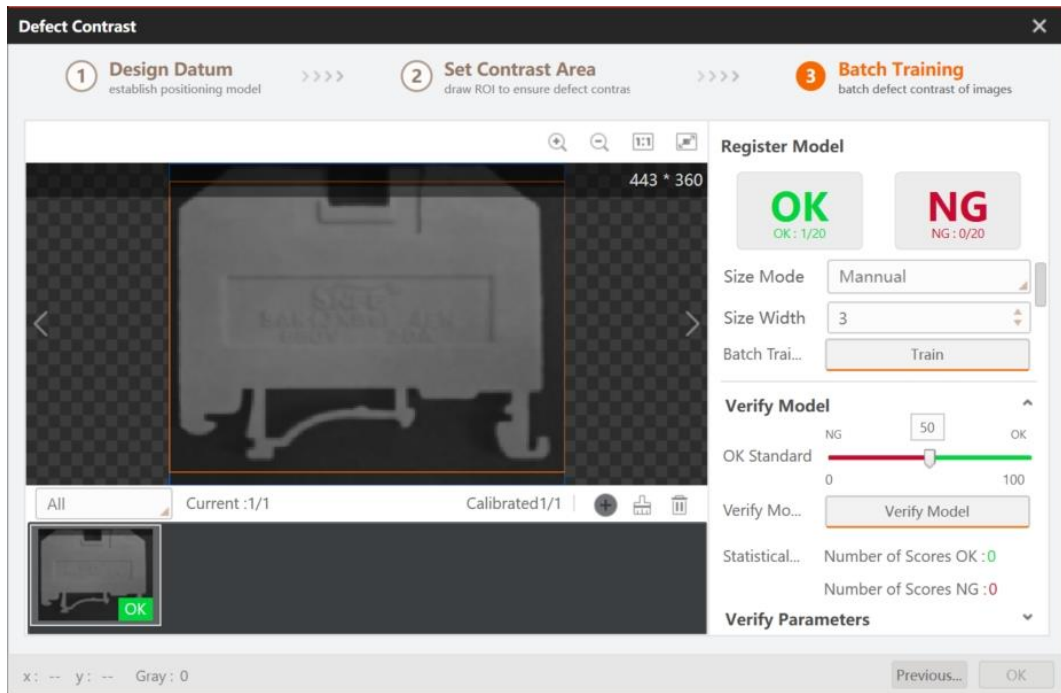 Defect Contrast
1 Design Datum
establish positioning model
>>>>
2 Set Contrast Area
draw ROI to ensure defect contras
>>>>
3 Batch Training
batch defect contrast of images
1:1
443 * 360
Register Model
OK
OK : 1/20
NG
NG : 0/20
Size Mode Mannual
Size Width 3
Batch Trai... Train
Verify Model
NG 50 OK
OK Standard
0 100
Verify Mo... Verify Model
Statistical... Number of Scores OK :0
Number of Scores NG :0
Verify Parameters
All Current :1/1 Calibrated1/1
OK
x : -- y : -- Gray : 0
Previous... OK